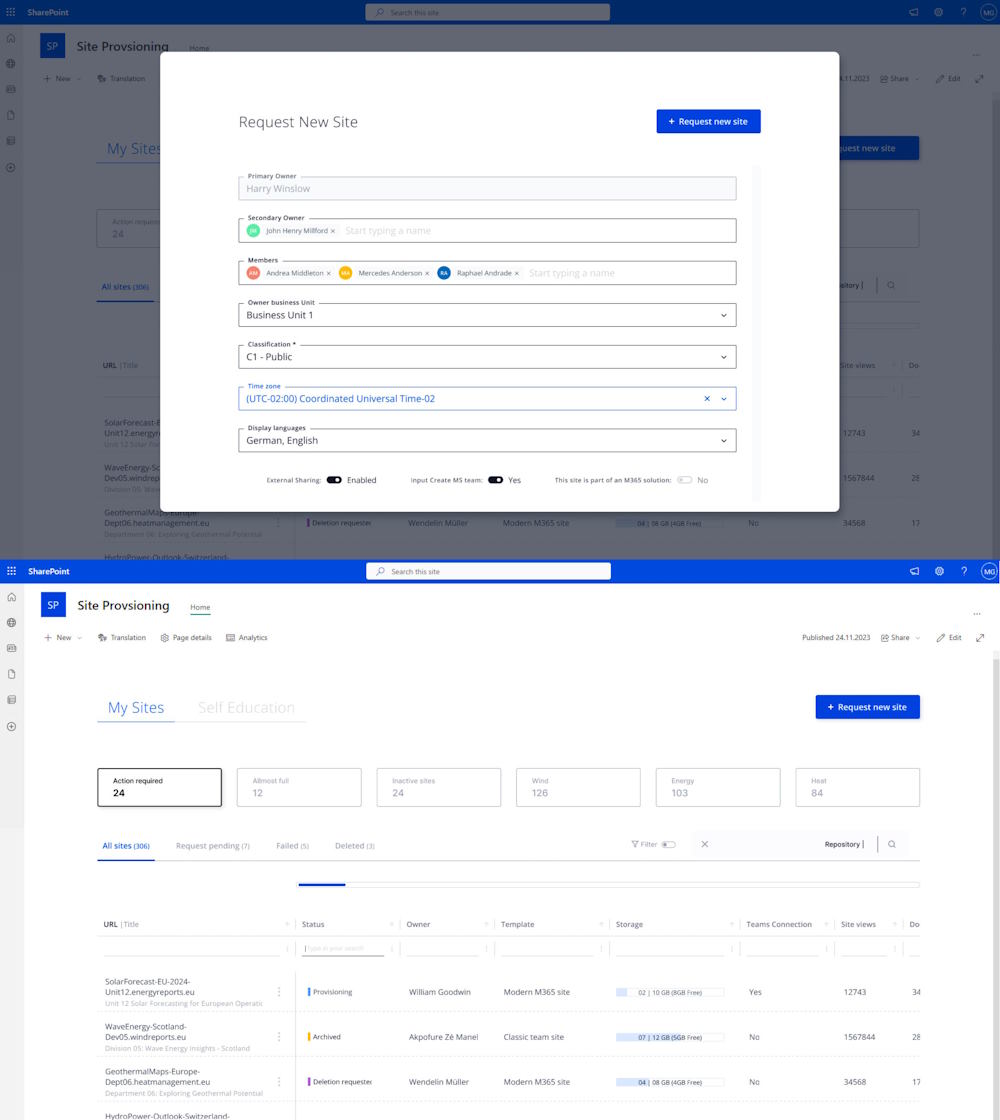 SharePoint
Search this site
MG
SP Site Provsioning Home
...
New Translation 24.11.2023 Share Edit
My Sites quest new site
Action require
24
All sites (306) sitory |
URL | Title Site views Do
SolarForecast-E
Unit12.energyr 12743 34
Unit 12 Solar Fore
WaveEnergy-Sc
Dev05.windrep 1567844 28
Division 05: Wave
GeothermalMaps-Europe-
Dept06.heatmanagement.eu Deletion requester Wendelin Müller Modern M365 site 04 | 08 GB (4GB Free) No 34568 17
Department 06: Exploring Geothermal Potential
HydroPower-Outlook-Switzerland-
Request New Site + Request new site
Primary Owner
Harry Winslow
Secondary Owner
JM John Henry Millford × Start typing a name
Members
AM Andrea Middleton × MA Mercedes Anderson × RA Raphael Andrade × Start typing a name
Owner business Unit
Business Unit 1
Classification *
C1 - Public
Time zone
(UTC-02:00) Coordinated Universal Time-02
Display languages
German, English
External Sharing: Enabled Input Create MS team: Yes This site is part of an M365 solution: No
SharePoint
Search this site
MG
SP Site Provsioning Home
...
New Translation Page details Analytics Published 24.11.2023 Share Edit
My Sites Self Education + Request new site
Action required Allmost full Inactive sites Wind Energy Heat
24 12 24 126 103 84
All sites (306) Request pending (7) Failed (5) Deleted (3) Filter Repository |
URL | Title Status Owner Template Storage Teams Connection Site views Do
Type in your search
SolarForecast-EU-2024-
Unit12.energyreports.eu Provisioning William Goodwin Modern M365 site 02 | 10 GB (8GB Free) Yes 12743 34
Unit 12 Solar Forecasting for European Operatic
WaveEnergy-Scotland-
Dev05.windreports.eu Archived Akpofure Zè Manel Classic team site 07 | 12 GB (5GB Free) No 1567844 28
Division 05: Wave Energy Insights - Scotland
GeothermalMaps-Europe-
Dept06.heatmanagement.eu Deletion requester Wendelin Müller Modern M365 site 04 | 08 GB (4GB Free) No 34568 17
Department 06: Exploring Geothermal Potential
HydroPower-Outlook-Switzerland-